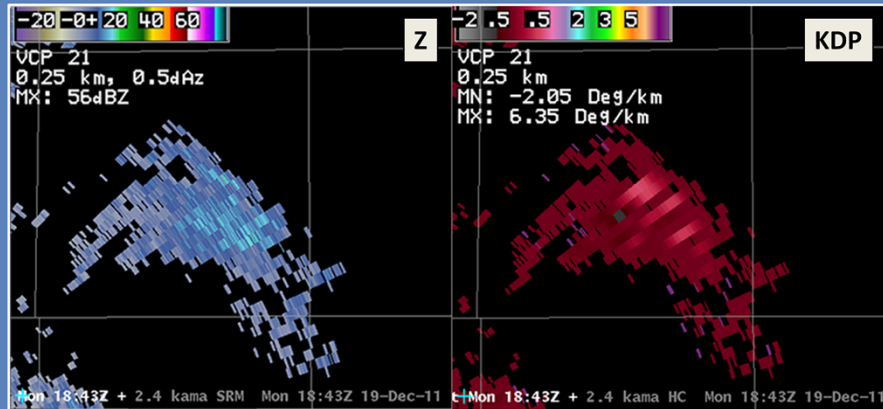 -20 -0+ 20 40 60
Z
VCP 21
0.25 km, 0.5dAz
MX: 56dBZ
Mon 18:43Z + 2.4 kama SRM Mon 18:43Z 19-Dec-11
-2 .5 .5 2 3 5
KDP
VCP 21
0.25 km
MN: -2.05 Deg/km
MX: 6.35 Deg/km
t Mon 18:43Z + 2.4 kama HC Mon 18:43Z 19-Dec-11